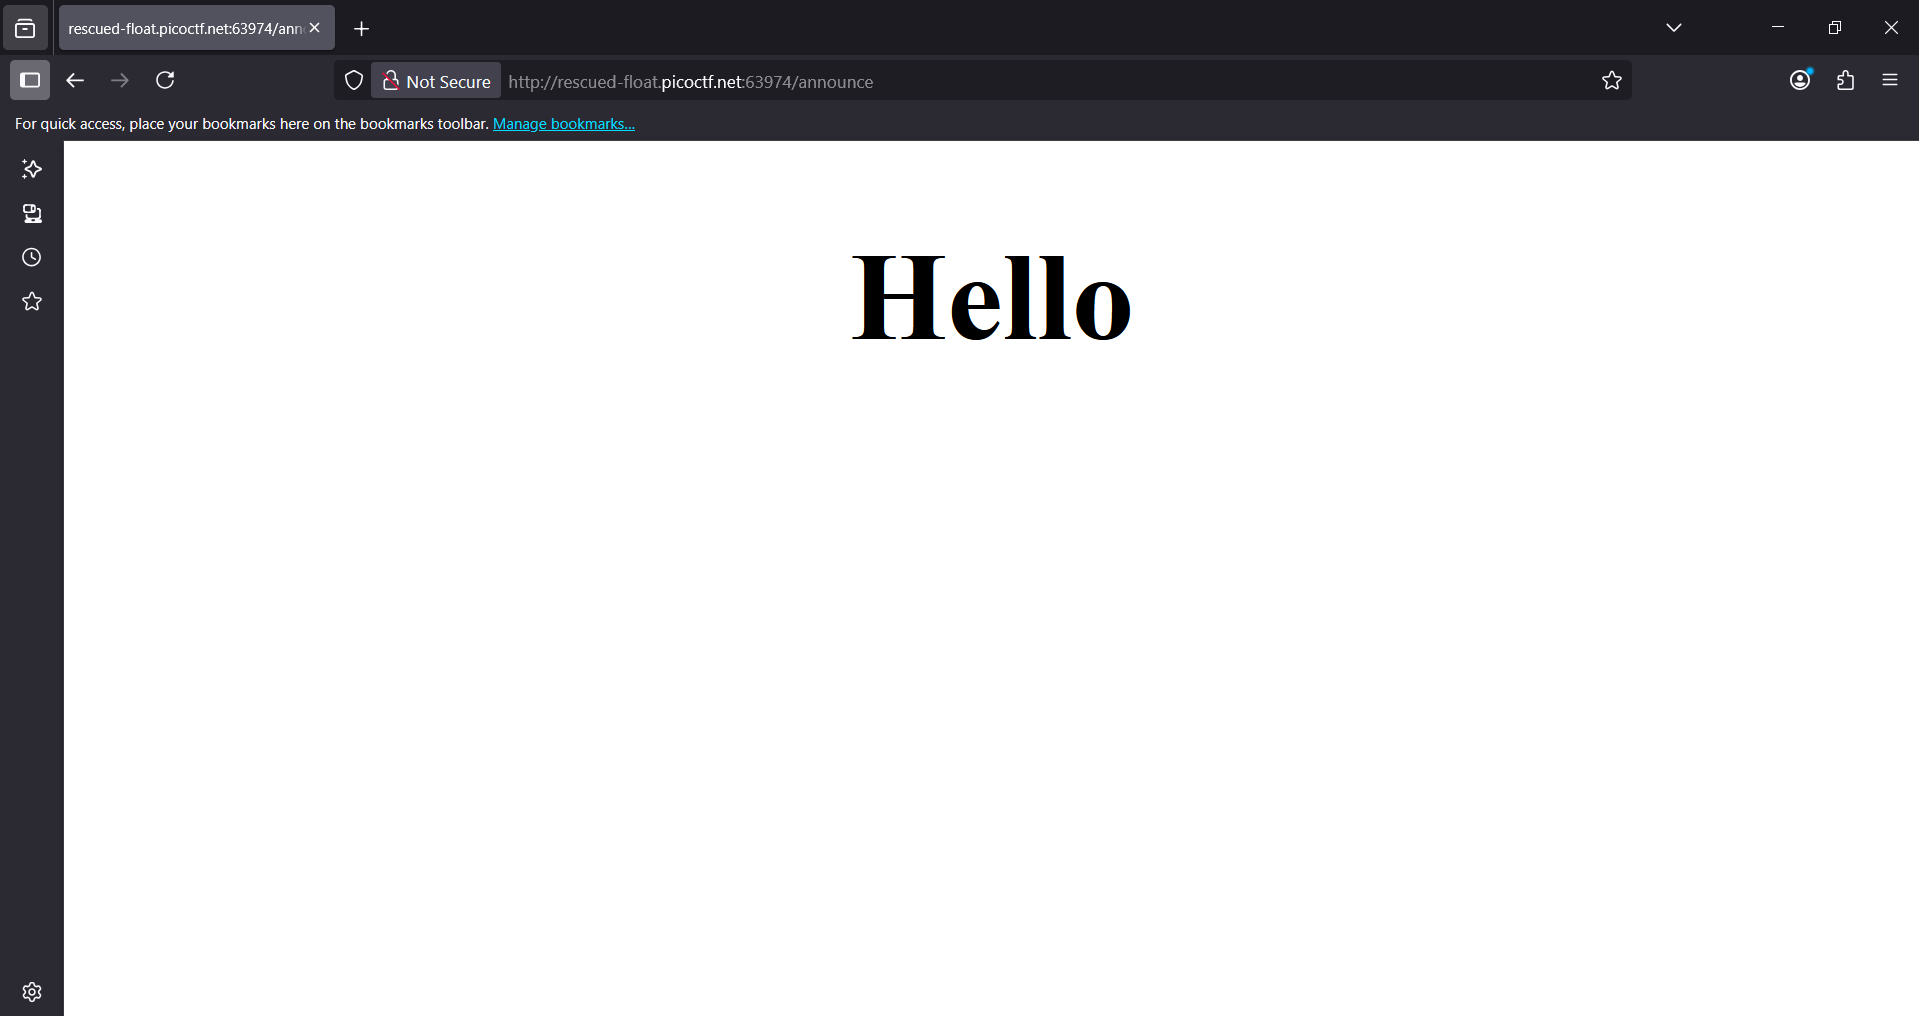 rescued-float.picoctf.net:63974/ann
Not Secure http://rescued-float.picoctf.net:63974/announce
For quick access, place your bookmarks here on the bookmarks toolbar. Manage bookmarks...
Hello